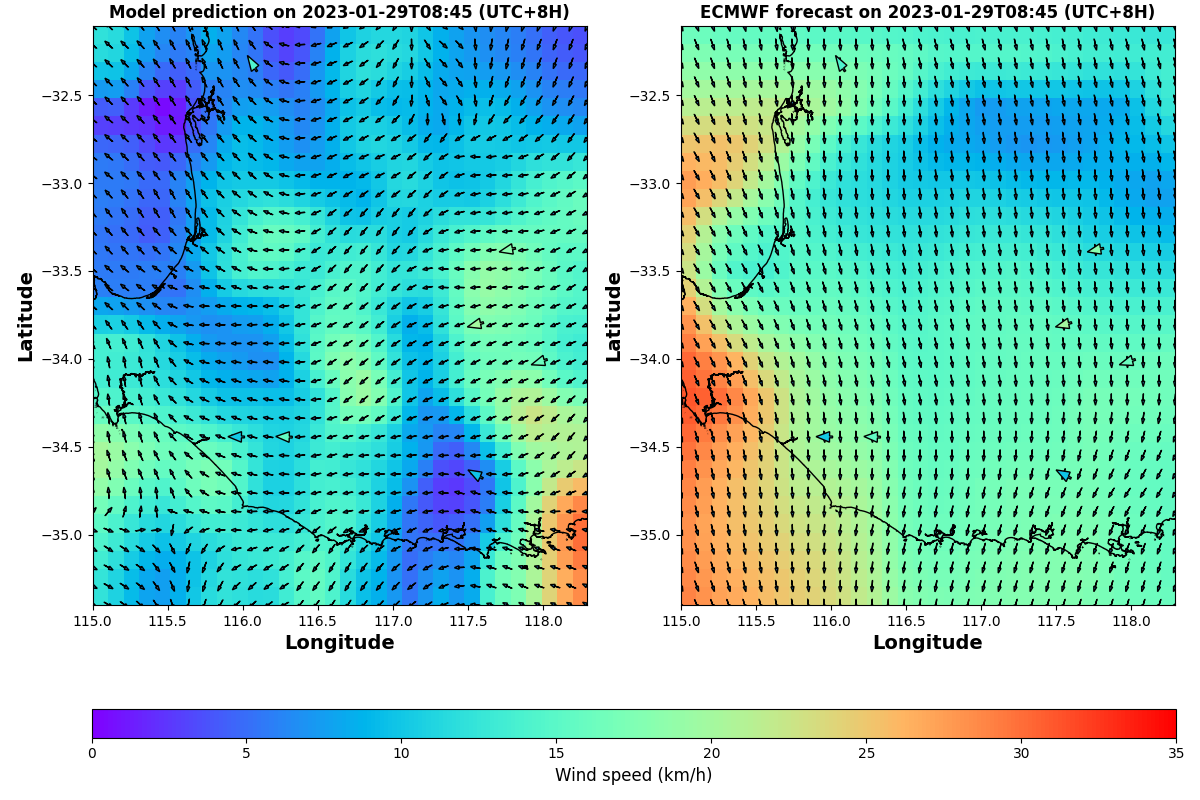 Model prediction on 2023-01-29T08:45 (UTC+8H)
ECMWF forecast on 2023-01-29T08:45 (UTC+8H)
−32.5
−33.0
−33.5
−34.0
−34.5
−35.0
Latitude
115.0 115.5 116.0 116.5 117.0 117.5 118.0
Longitude
−32.5
−33.0
−33.5
−34.0
−34.5
−35.0
Latitude
115.0 115.5 116.0 116.5 117.0 117.5 118.0
Longitude
0 5 10 15 20 25 30 35
Wind speed (km/h)